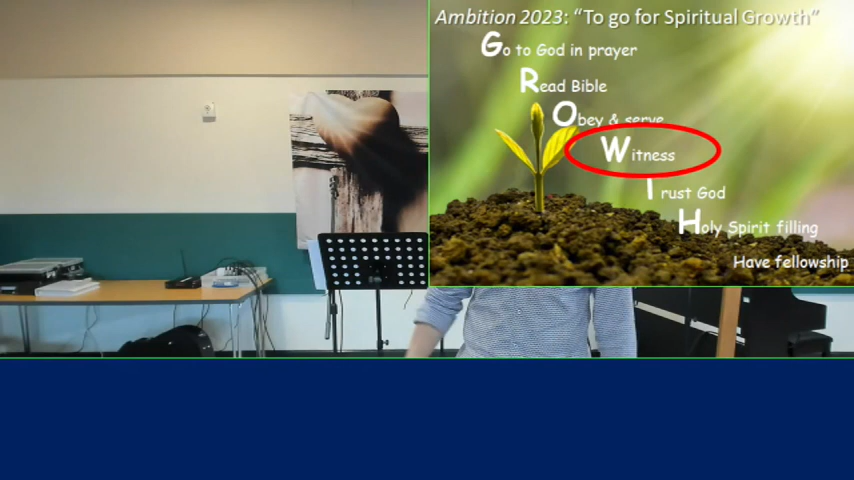 Ambition 2023: “To go for Spiritual Growth”
Go to God in prayer
Read Bible
Obey & serve
Witness
Trust God
Holy Spirit filling
Have fellowship